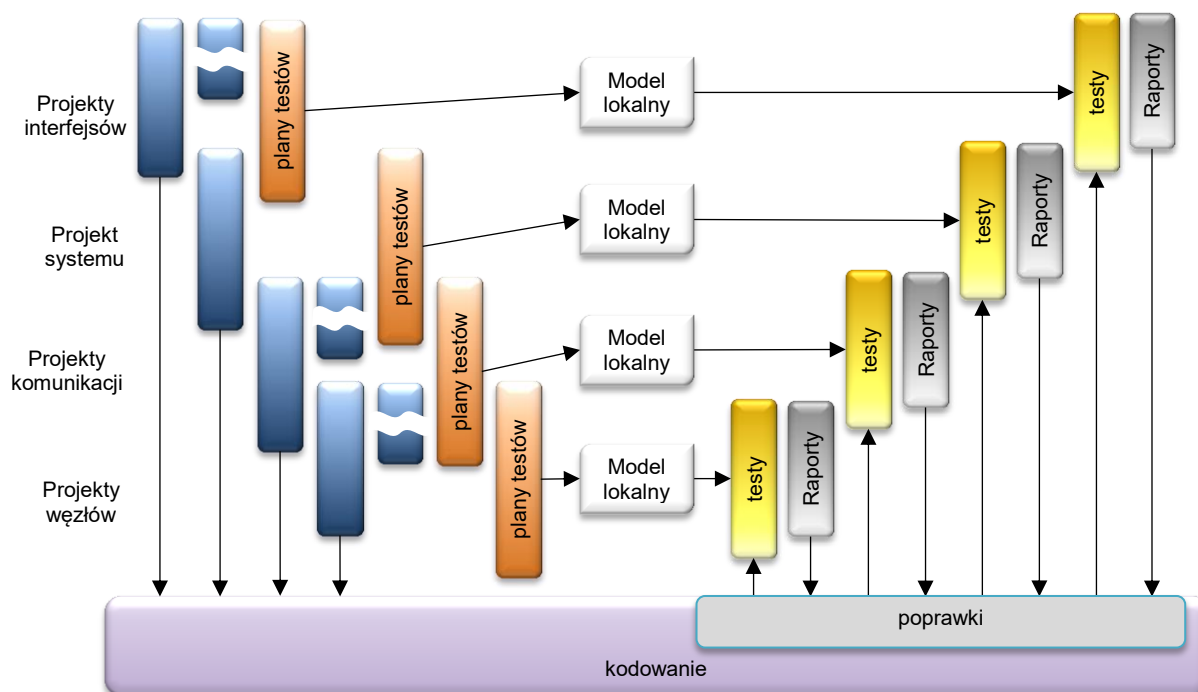 Projekty
interfejsów
plany testów
Model
lokalny
testy
Raporty
Projekt
systemu
plany testów
Model
lokalny
testy
Raporty
Projekty
komunikacji
plany testów
Model
lokalny
testy
Raporty
Projekty
węzłów
plany testów
Model
lokalny
testy
Raporty
poprawki
kodowanie